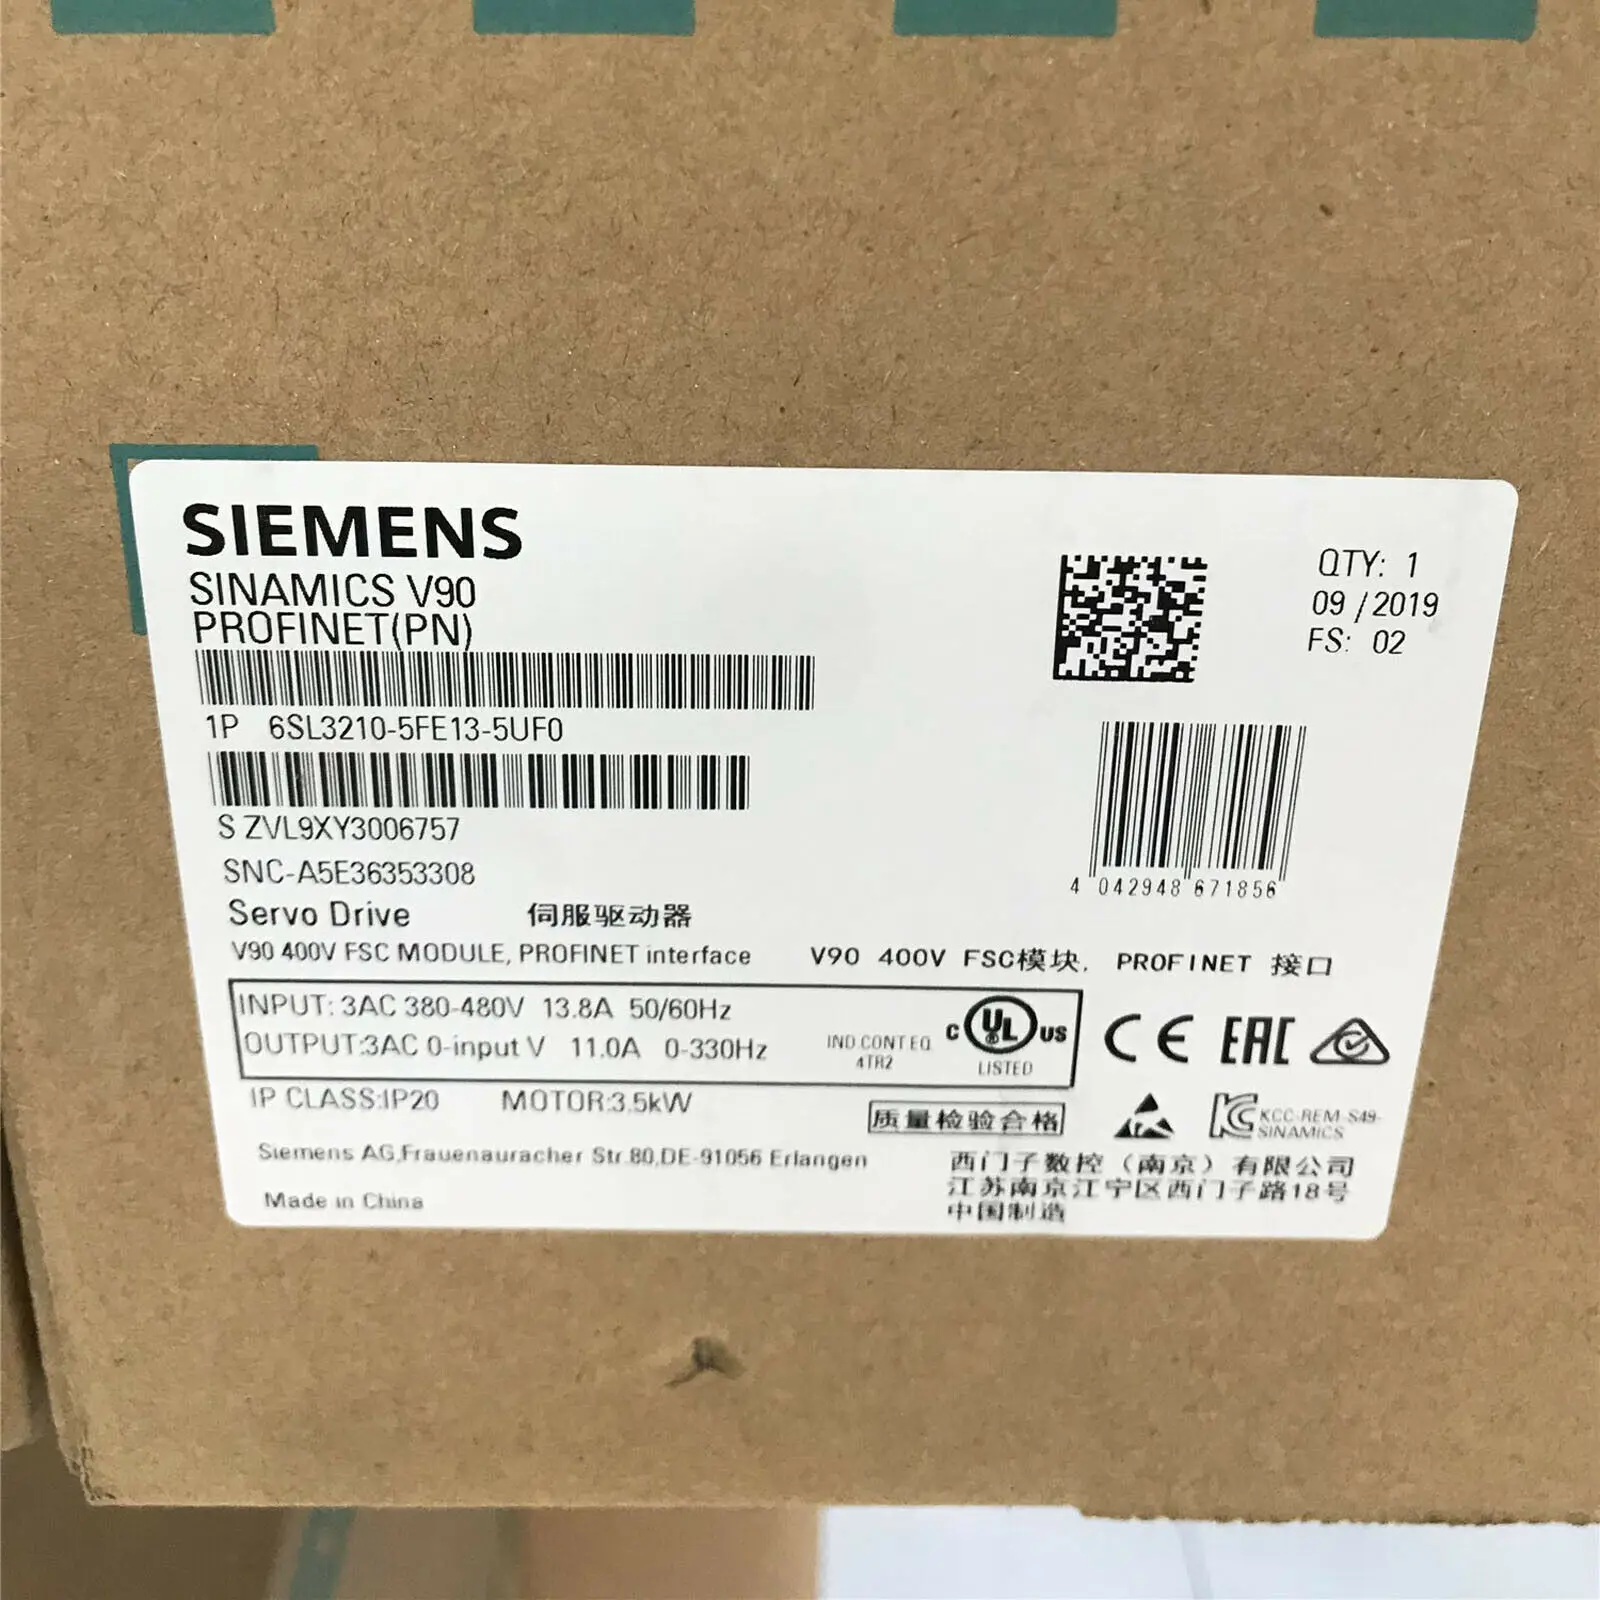 SIEMENS
SINAMICS V90
PROFINET(PN)
1P 6SL3210-5FE13-5UF0
S ZVL9XY3006757
SNC-A5E36353308
QTY: 1
09 /2019
FS: 02
4 042948 671856
Servo Drive 伺服驱动器
V90 400V FSC MODULE, PROFINET interface V90 400V FSC模块, PROFINET 接口
INPUT: 3AC 380-480V 13.8A 50/60Hz
OUTPUT:3AC 0-input V 11.0A 0-330Hz
IND CONT EQ
4TR2
C UL US
LISTED
CE EAC
IP CLASS:IP20 MOTOR:3.5kW
质量检验合格
KCC-REM-S49-
SINAMICS
Siemens AG,Frauenauracher Str.80,DE-91056 Erlangen
Made in China
西门子数控（南京）有限公司
江苏南京江宁区西门子路18号
中国制造